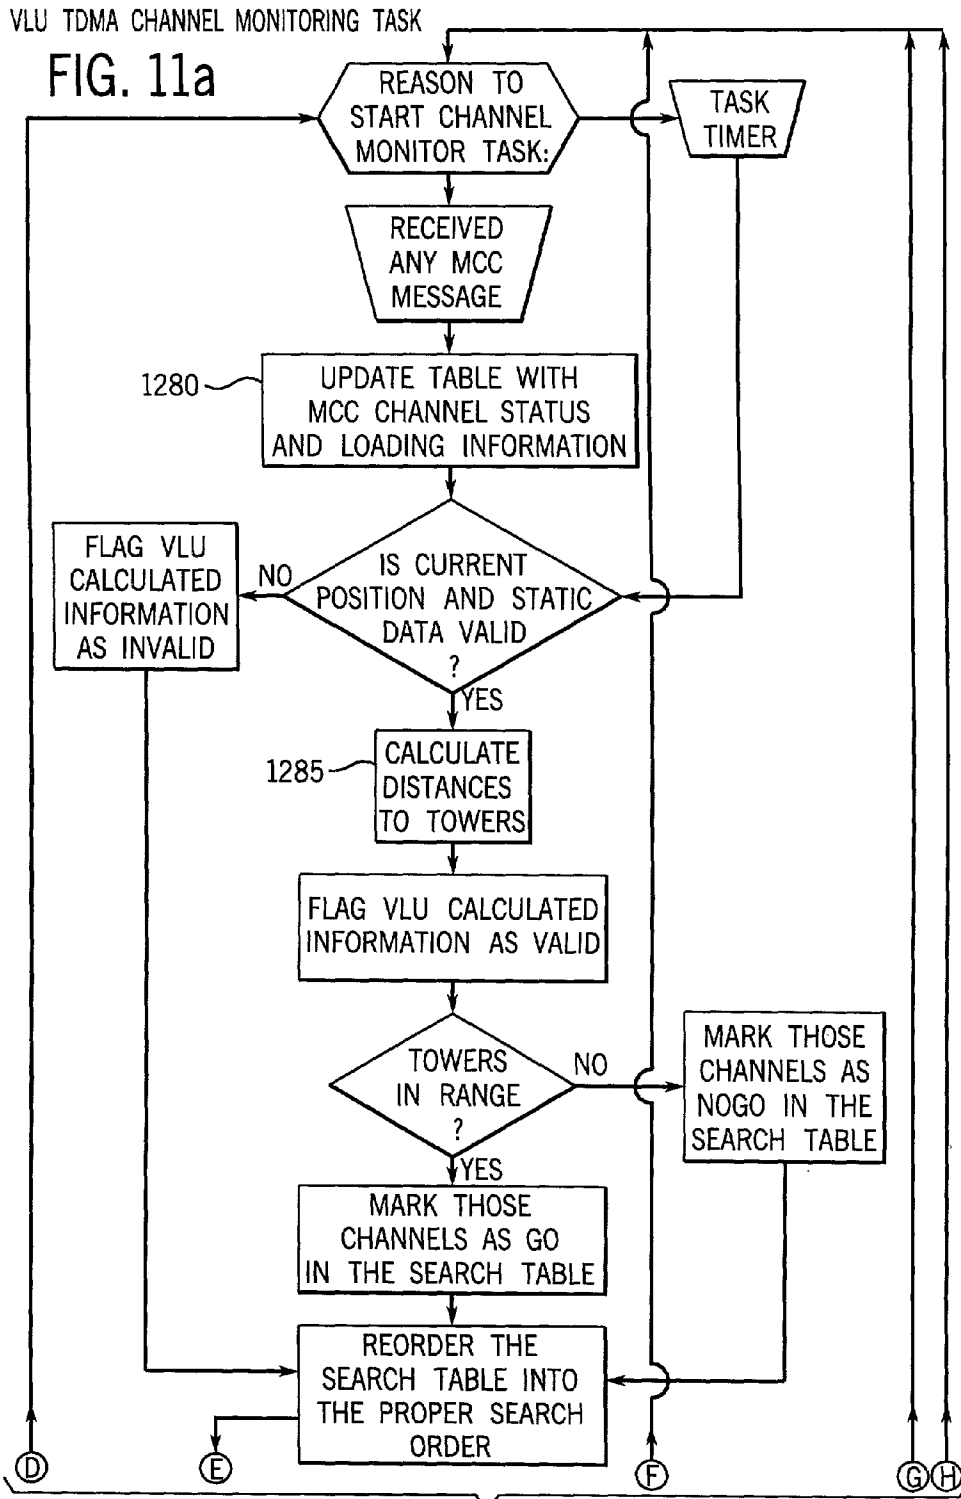 VLU TDMA CHANNEL MONITORING TASK
FIG. 11a
REASON TO
START CHANNEL
MONITOR TASK:
TASK
TIMER
RECEIVED
ANY MCC
MESSAGE
1280
UPDATE TABLE WITH
MCC CHANNEL STATUS
AND LOADING INFORMATION
FLAG VLU
CALCULATED
INFORMATION
AS INVALID
NO
IS CURRENT
POSITION AND STATIC
DATA VALID
?
YES
1285
CALCULATE
DISTANCES
TO TOWERS
FLAG VLU CALCULATED
INFORMATION AS VALID
TOWERS
IN RANGE
?
NO
MARK THOSE
CHANNELS AS
NOGO IN THE
SEARCH TABLE
YES
MARK THOSE
CHANNELS AS GO
IN THE SEARCH TABLE
REORDER THE
SEARCH TABLE INTO
THE PROPER SEARCH
ORDER
D
E
F
G
H